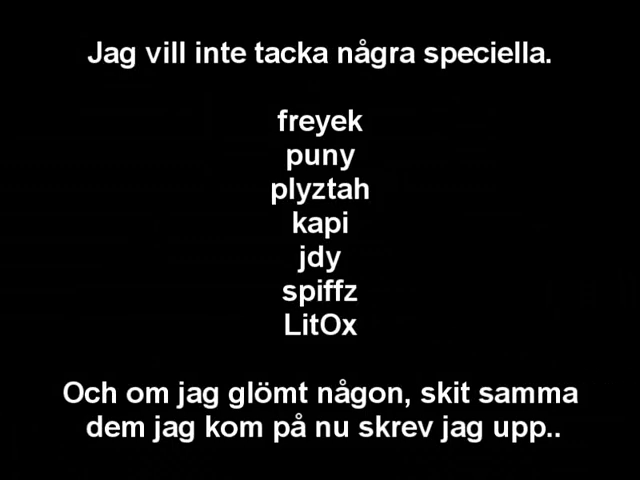 Jag vill inte tacka några speciella.
freyek
puny
plyztah
kapi
jdy
spiffz
LitOx
Och om jag glömt någon, skit samma
dem jag kom på nu skrev jag upp..